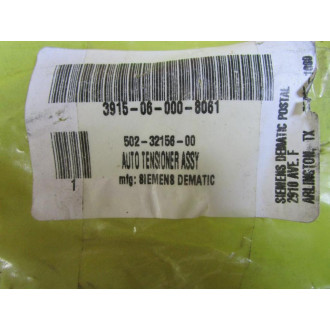 3915-06-000-8061
502-32156-00
AUTO TENSIONER ASSY
mfg: SIEMENS DEMATIC
1
SIEMENS DEMATIC POSTAL
2910 AVE. F
ARLINGTON, TX